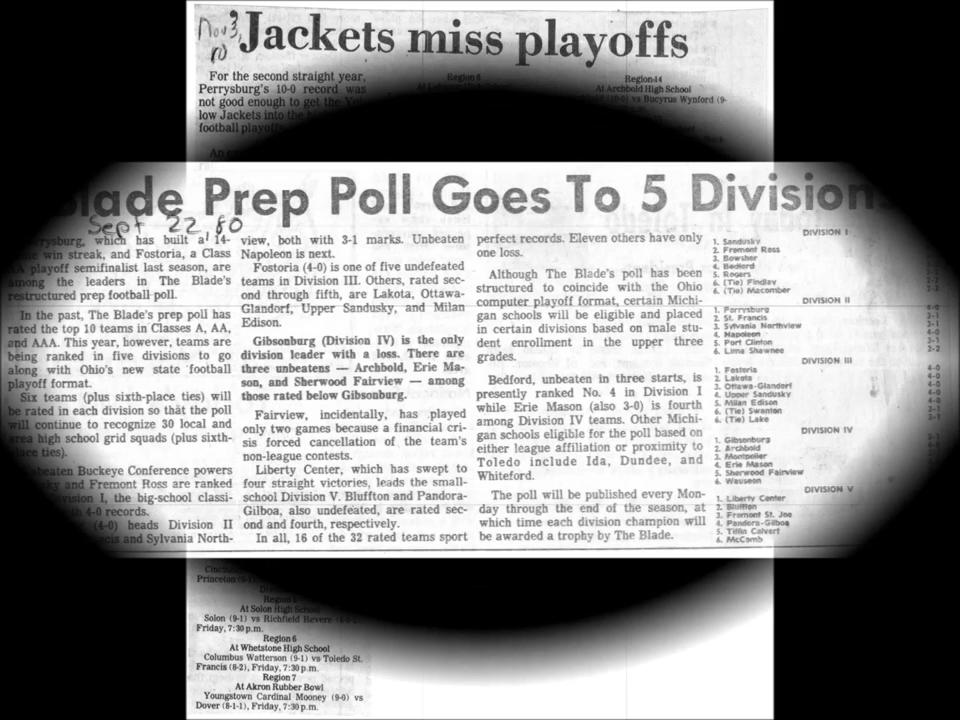 'Jackets miss playoffs
Nov 3,
For the second straight year,
Perrysburg's 10-0 record was
not good enough to get the
low Jackets into the
football
Region 14
At Archbold High School
(10-0) vs Bucyrus Wynford (9-
Blade Prep Poll Goes To 5 Divisions
Sept 22, 80
which has built a 14-
win streak, and Fostoria, a Class
playoff semifinalist last season, are
among the leaders in The Blade's
restructured prep football poll.
In the past, The Blade's prep poll has
rated the top 10 teams in Classes A, AA,
and AAA. This year, however, teams are
being ranked in five divisions to go
along with Ohio's new state football
playoff format.
Six teams (plus sixth-place ties) will
be rated in each division so that the poll
will continue to recognize 30 local and
area high school grid squads (plus sixth-
place ties).
Buckeye Conference powers
and Fremont Ross are ranked
I, the big-school classi-
4-0 records.
(4-0) heads Division II
and Sylvania North-
view, both with 3-1 marks. Unbeaten
Napoleon is next.
Fostoria (4-0) is one of five undefeated
teams in Division III. Others, rated sec-
ond through fifth, are Lakota, Ottawa-
Glandorf, Upper Sandusky, and Milan
Edison.
Gibsonburg (Division IV) is the only
division leader with a loss. There are
three unbeatens — Archbold, Erie Ma-
son, and Sherwood Fairview — among
those rated below Gibsonburg.
Fairview, incidentally, has played
only two games because a financial cri-
sis forced cancellation of the team's
non-league contests.
Liberty Center, which has swept to
four straight victories, leads the small-
school Division V. Bluffton and Pandora-
Gilboa, also undefeated, are rated sec-
ond and fourth, respectively.
In all, 16 of the 32 rated teams sport
perfect records. Eleven others have only
one loss.
Although The Blade's poll has been
structured to coincide with the Ohio
computer playoff format, certain Michi-
gan schools will be eligible and placed
in certain divisions based on male stu-
dent enrollment in the upper three
grades.
Bedford, unbeaten in three starts, is
presently ranked No. 4 in Division I
while Erie Mason (also 3-0) is fourth
among Division IV teams. Other Michi-
gan schools eligible for the poll based on
either league affiliation or proximity to
Toledo include Ida, Dundee, and
Whiteford.
The poll will be published every Mon-
day through the end of the season, at
which time each division champion will
be awarded a trophy by The Blade.
DIVISION I
1. Sandusky
2. Fremont Ross
3. Bowsher
4. Bedford
5. Rogers
6. (Tie) Findlay
6. (Tie) Macomber
DIVISION II
1. Perrysburg 4-0
2. St. Francis 3-1
3. Sylvania Northview 3-1
4. Napoleon 4-0
5. Port Clinton 3-1
6. Lima Shawnee 2-2
DIVISION III
1. Fostoria 4-0
2. Lakota 4-0
3. Ottawa-Glandorf 4-0
4. Upper Sandusky 4-0
5. Milan Edison
6. (Tie) Swanton
6. (Tie) Lake
DIVISION IV
1. Gibsonburg
2. Archbold
3. Montpelier
4. Erie Mason
5. Sherwood Fairview
6. Wauseon
DIVISION V
1. Liberty Center
2. Bluffton
3. Fremont St. Joe
4. Pandora-Gilboa
5. Tiffin Calvert
6. McComb
Princeton (9-1)
At Solon High School
Solon (9-1) vs Richfield Revere
Friday, 7:30 p.m.
Region 6
At Whetstone High School
Columbus Watterson (9-1) vs Toledo St.
Francis (8-2), Friday, 7:30 p.m.
Region 7
At Akron Rubber Bowl
Youngstown Cardinal Mooney (9-0) vs
Dover (8-1-1), Friday, 7:30 p.m.